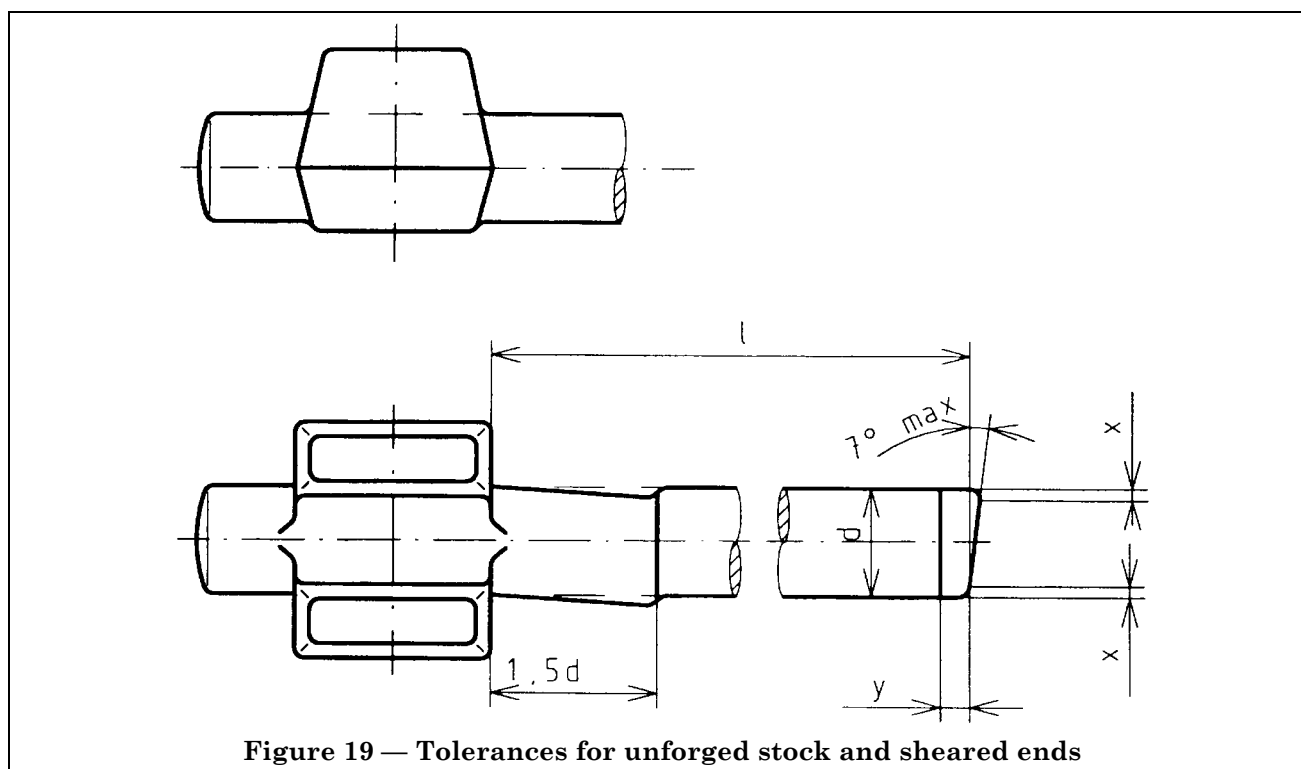 l
7° max
x
d
x
1,5d
y
Figure 19 — Tolerances for unforged stock and sheared ends